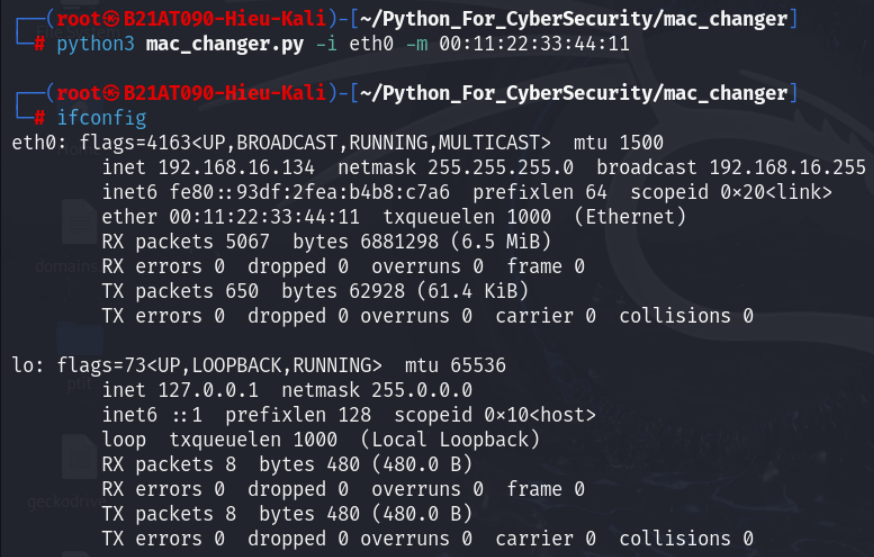 ┌──(root㉿B21AT090-Hieu-Kali)-[~/Python_For_CyberSecurity/mac_changer]
└─# python3 mac_changer.py -i eth0 -m 00:11:22:33:44:11
┌──(root㉿B21AT090-Hieu-Kali)-[~/Python_For_CyberSecurity/mac_changer]
└─# ifconfig
eth0: flags=4163<UP,BROADCAST,RUNNING,MULTICAST>  mtu 1500
inet 192.168.16.134  netmask 255.255.255.0  broadcast 192.168.16.255
inet6 fe80::93df:2fea:b4b8:c7a6  prefixlen 64  scopeid 0×20<link>
ether 00:11:22:33:44:11  txqueuelen 1000  (Ethernet)
RX packets 5067  bytes 6881298 (6.5 MiB)
RX errors 0  dropped 0  overruns 0  frame 0
domains
TX packets 650  bytes 62928 (61.4 KiB)
TX errors 0  dropped 0 overruns 0  carrier 0  collisions 0
lo: flags=73<UP,LOOPBACK,RUNNING>  mtu 65536
inet 127.0.0.1  netmask 255.0.0.0
ptit
inet6 ::1  prefixlen 128  scopeid 0×10<host>
loop  txqueuelen 1000  (Local Loopback)
RX packets 8  bytes 480 (480.0 B)
RX errors 0  dropped 0  overruns 0  frame 0
geckodrive
TX packets 8  bytes 480 (480.0 B)
TX errors 0  dropped 0 overruns 0  carrier 0  collisions 0